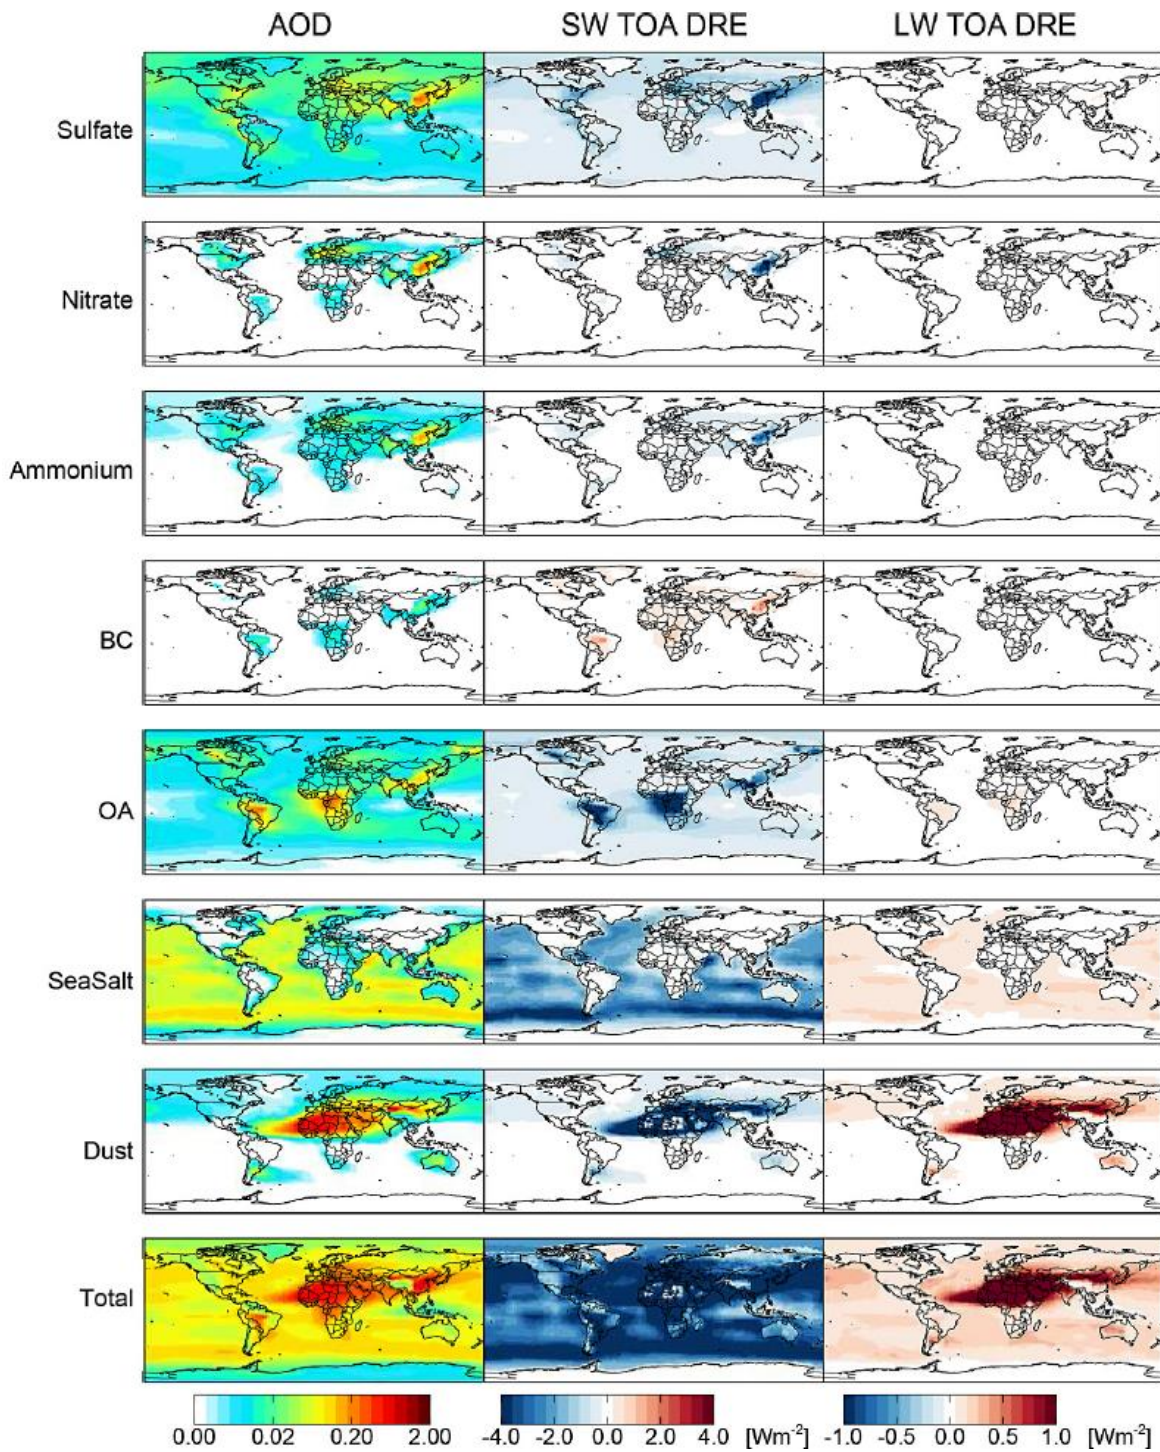 AOD SW TOA DRE LW TOA DRE
Sulfate
Nitrate
Ammonium
BC
OA
SeaSalt
Dust
Total
0.00 0.02 0.20 2.00 -4.0 -2.0 0.0 2.0 4.0 [Wm-2] -1.0 -0.5 0.0 0.5 1.0 [Wm-2]